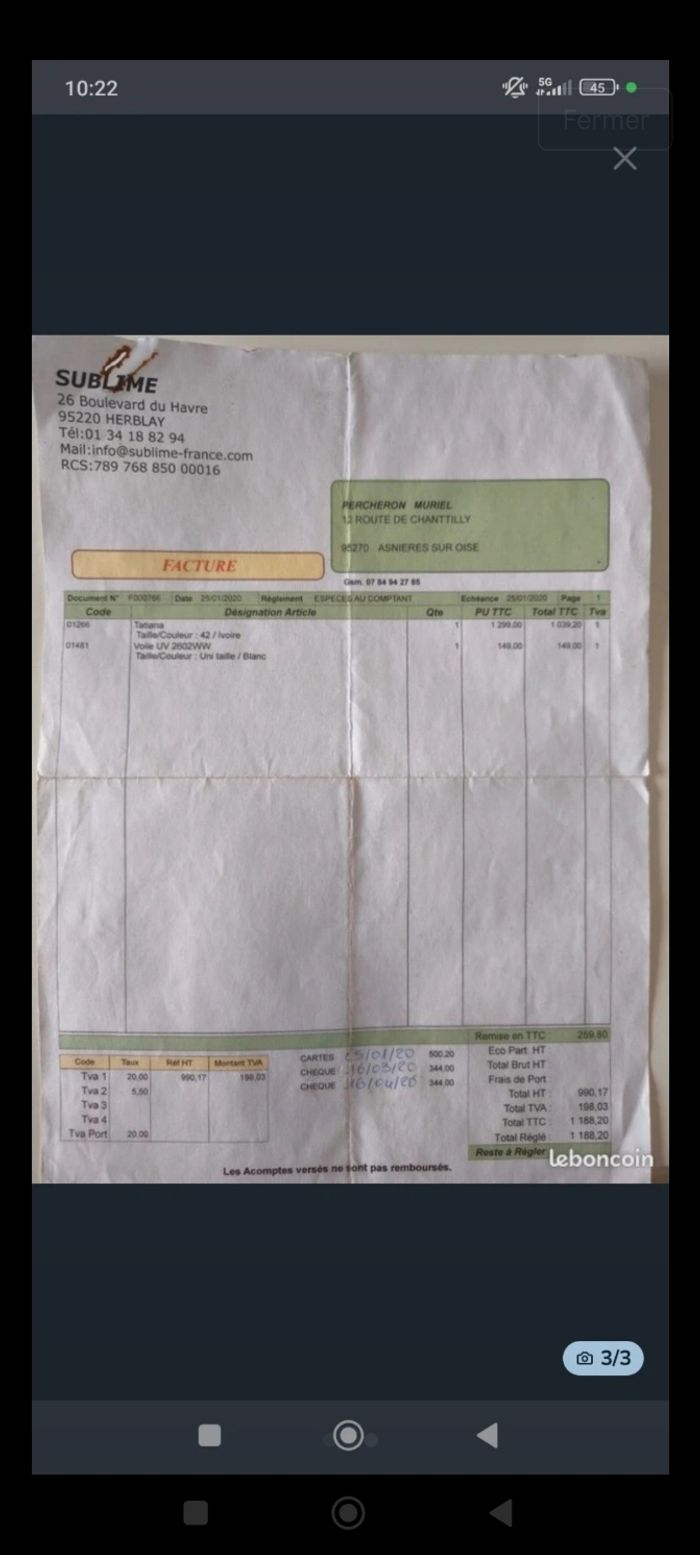 10:22
5G
45
Fermer
SUBLIME
26 Boulevard du Havre
95220 HERBLAY
Tél:01 34 18 82 94
Mail:info@sublime-france.com
RCS:789 768 850 00016
PERCHERON MURIEL
12 ROUTE DE CHANTTILLY
95270 ASNIERES SUR OISE
FACTURE
Gsm. 07 84 94 27 85
Document N° F000766 Date 25/01/2020 Règlement ESPECES AU COMPTANT Echéance 25/01/2020 Page 1
Code Désignation Article Qte PU TTC Total TTC Tva
01266 Tatiana 1 1 299,00 1 039,20 1
Taille/Couleur : 42 / Ivoire
01481 Voile UV 2602WW 1 149,00 149,00 1
Taille/Couleur : Uni taille / Blanc
Remise en TTC : 259,80
Code Taux Réf HT Montant TVA
Tva 1 20,00 990,17 198,03
Tva 2 5,50
Tva 3
Tva 4
Tva Port 20,00
CARTES 25/01/20 500,20
CHEQUE 16/03/20 344,00
CHEQUE 16/04/20 344,00
Eco Part. HT :
Total Brut HT
Frais de Port :
Total HT : 990,17
Total TVA : 198,03
Total TTC : 1 188,20
Total Réglé : 1 188,20
Reste à Régler
leboncoin
Les Acomptes versés ne sont pas remboursés.
3/3